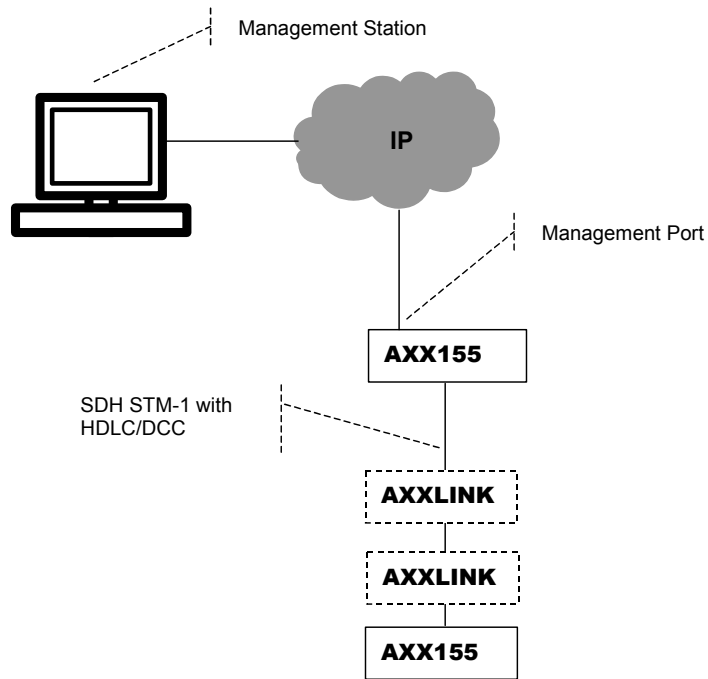 Management Station
IP
Management Port
AXX155
SDH STM-1 with
HDLC/DCC
AXXLINK
AXXLINK
AXX155